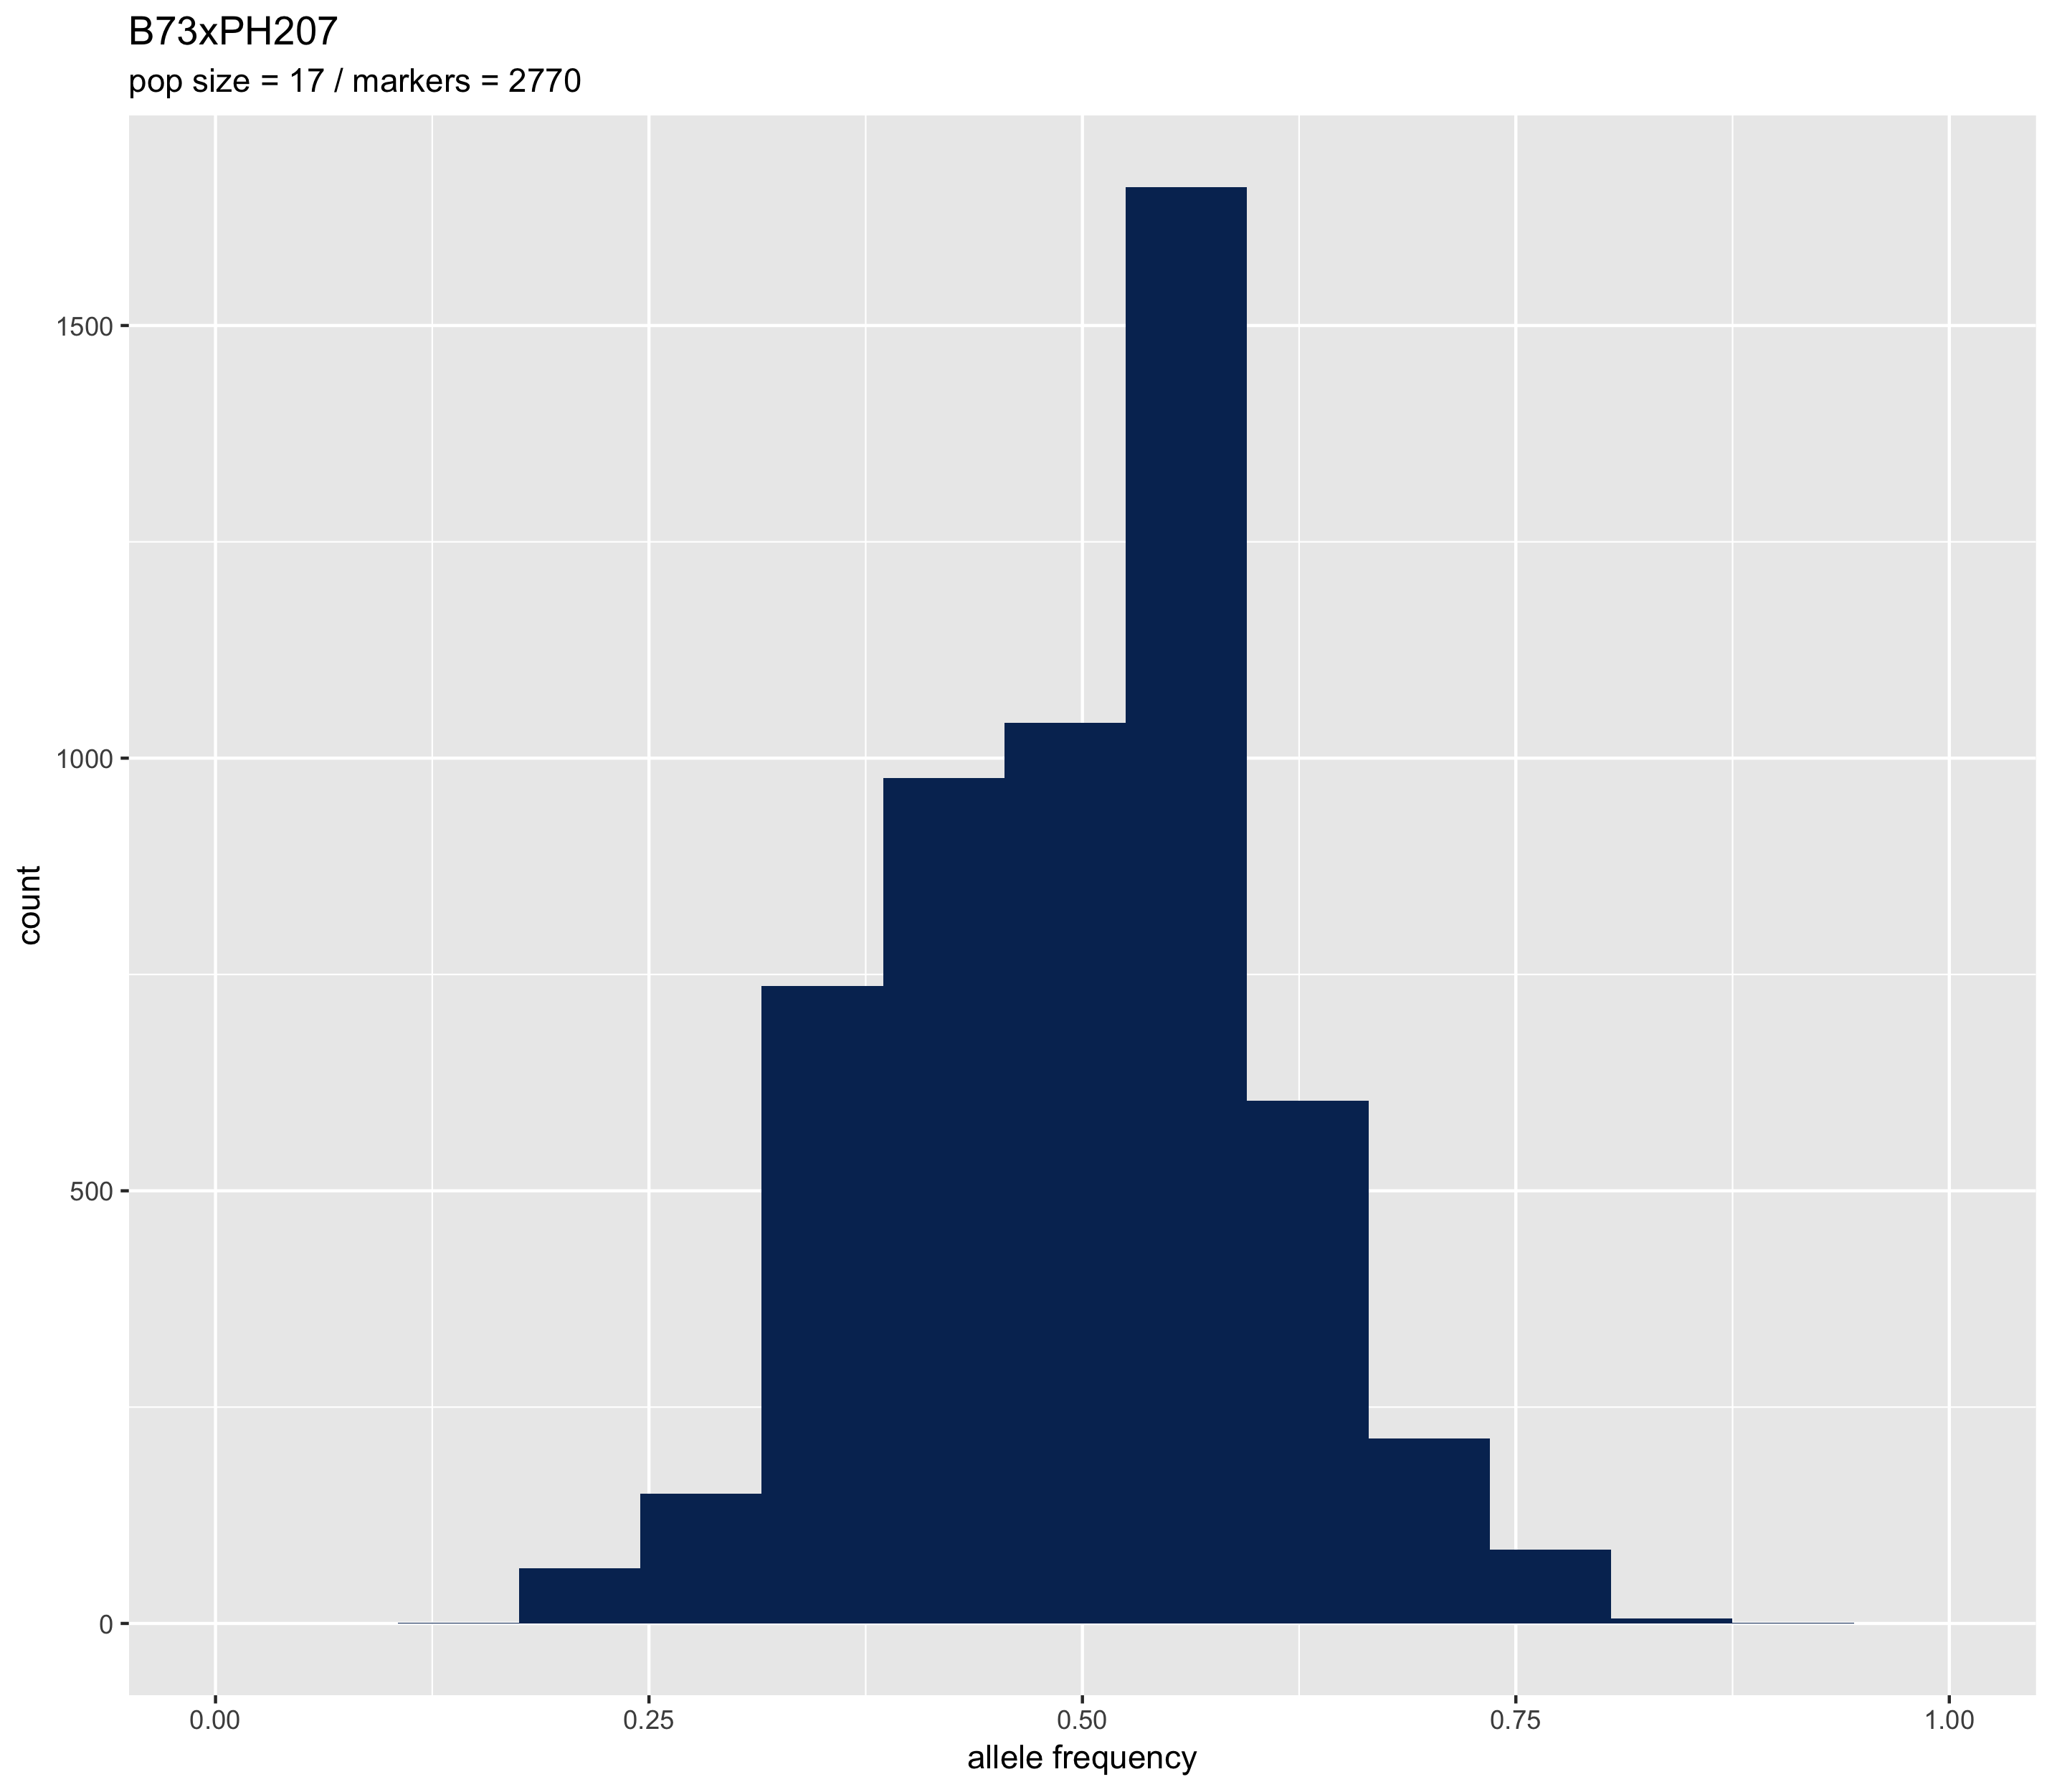 B73xPH207
pop size = 17 / markers = 2770
1500
1000
500
0
count
0.00 0.25 0.50 0.75 1.00
allele frequency